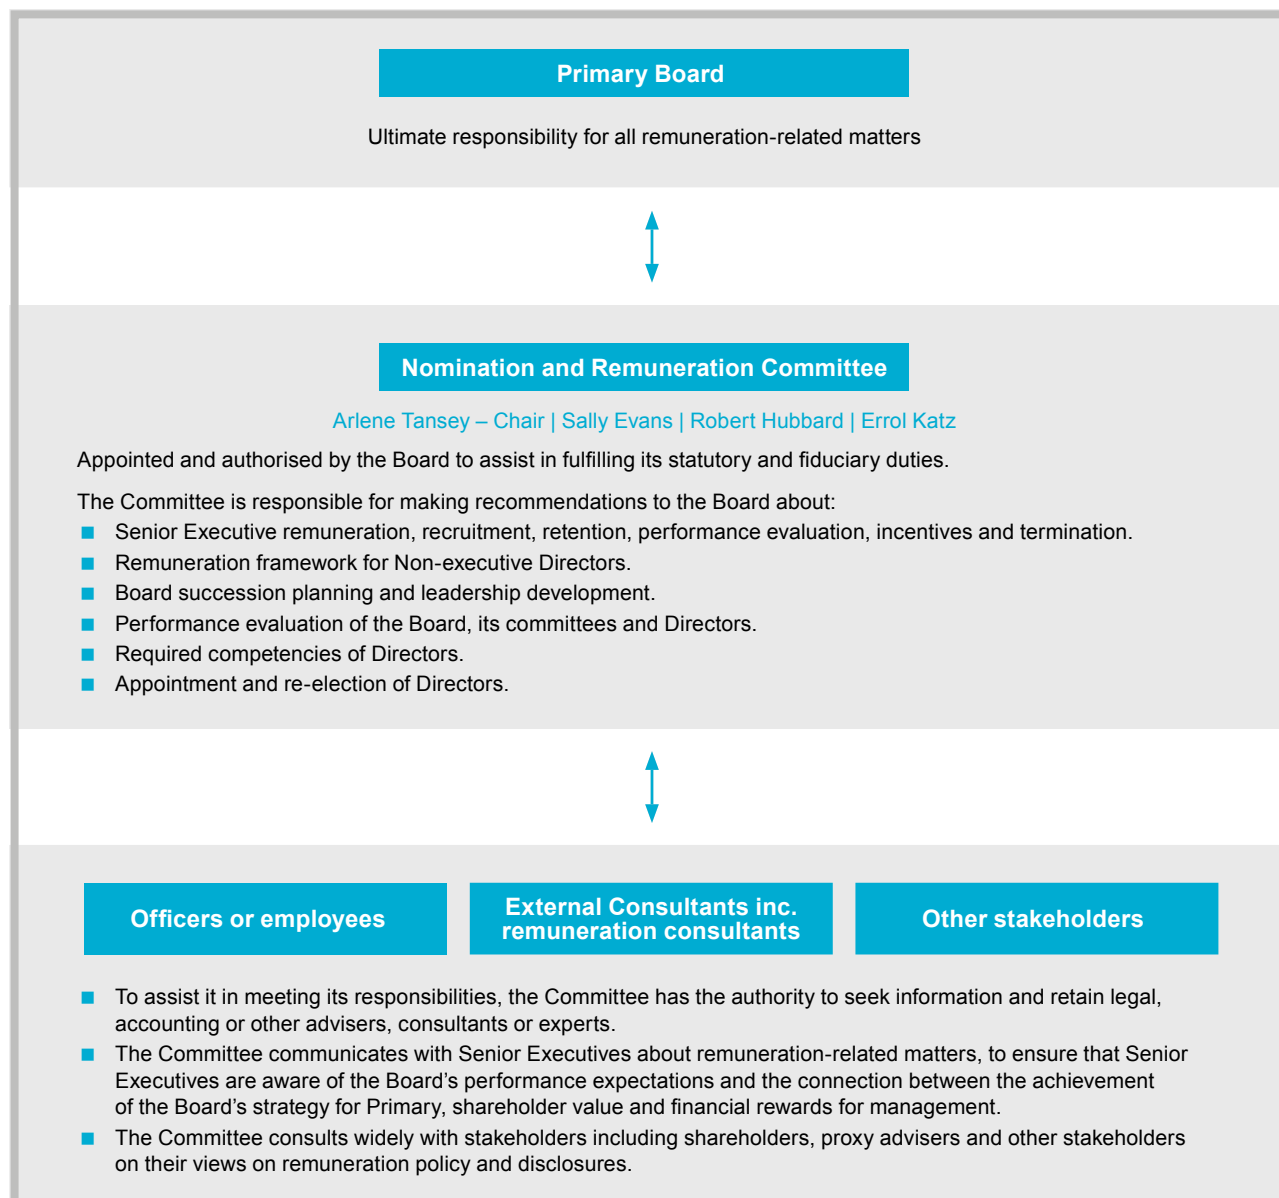 Primary Board
Ultimate responsibility for all remuneration-related matters
Nomination and Remuneration Committee
Arlene Tansey – Chair | Sally Evans | Robert Hubbard | Errol Katz
Appointed and authorised by the Board to assist in fulfilling its statutory and fiduciary duties.
The Committee is responsible for making recommendations to the Board about:
■ Senior Executive remuneration, recruitment, retention, performance evaluation, incentives and termination.
■ Remuneration framework for Non-executive Directors.
■ Board succession planning and leadership development.
■ Performance evaluation of the Board, its committees and Directors.
■ Required competencies of Directors.
■ Appointment and re-election of Directors.
Officers or employees
External Consultants inc.
remuneration consultants
Other stakeholders
■ To assist it in meeting its responsibilities, the Committee has the authority to seek information and retain legal,
accounting or other advisers, consultants or experts.
■ The Committee communicates with Senior Executives about remuneration-related matters, to ensure that Senior
Executives are aware of the Board’s performance expectations and the connection between the achievement
of the Board’s strategy for Primary, shareholder value and financial rewards for management.
■ The Committee consults widely with stakeholders including shareholders, proxy advisers and other stakeholders
on their views on remuneration policy and disclosures.